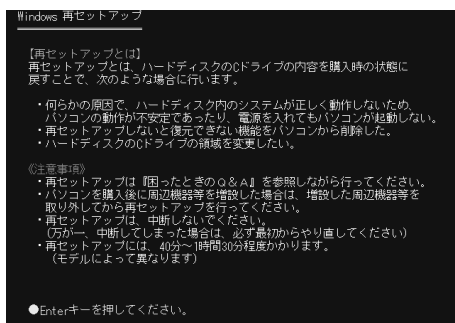 Windows 再セットアップ
【再セットアップとは】
再セットアップとは、ハードディスクのCドライブの内容を購入時の状態に
戻すことで、次のような場合に行います。
・何らかの原因で、ハードディスク内のシステムが正しく動作しないため、
パソコンの動作が不安定であったり、電源を入れてもパソコンが起動しない。
・再セットアップしないと復元できない機能をパソコンから削除した。
・ハードディスクのCドライブの領域を変更したい。
《注意事項》
・再セットアップは『困ったときのQ&A』を参照しながら行ってください。
・パソコンを購入後に周辺機器等を増設した場合は、増設した周辺機器等を
取り外してから再セットアップを行ってください。
・再セットアップは、中断しないでください。
(万が一、中断してしまった場合は、必ず最初からやり直してください)
・再セットアップには、40分~1時間30分程度かかります。
(モデルによって異なります)
●Enterキーを押してください。